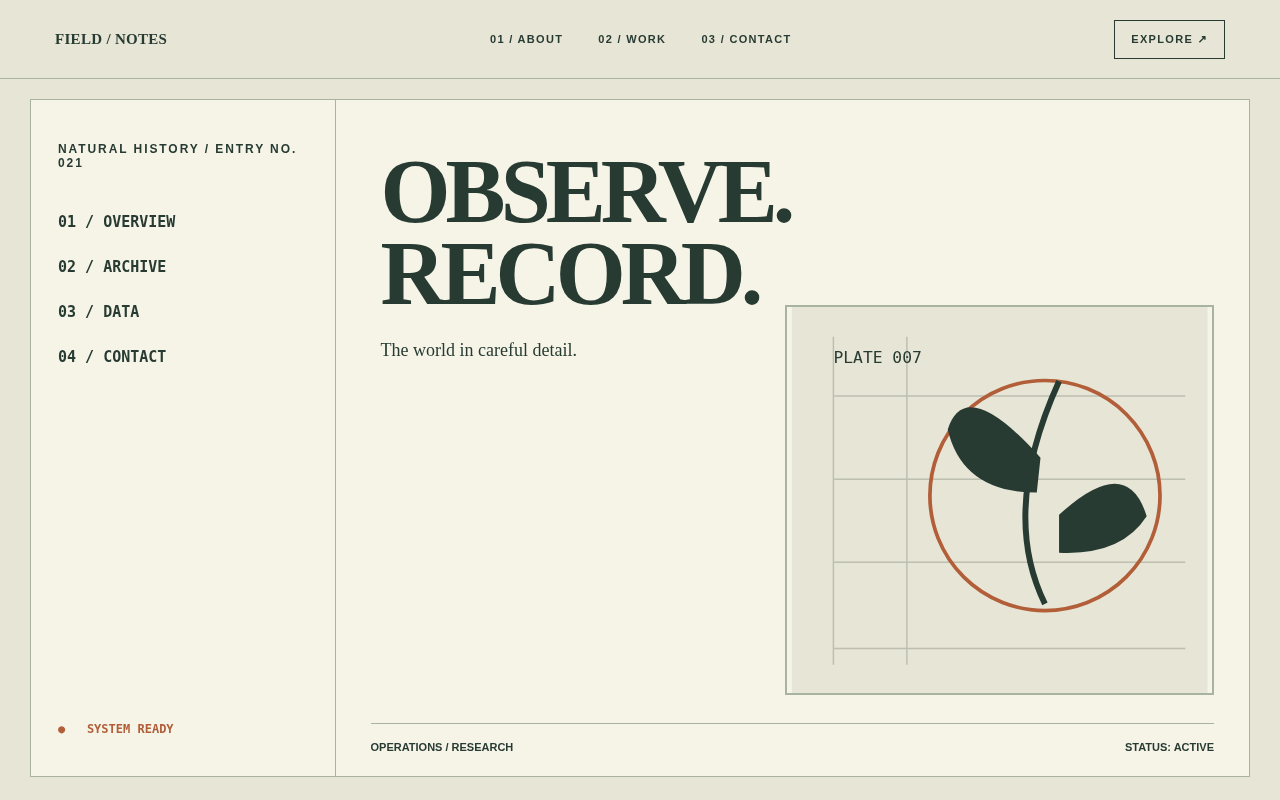 FIELD / NOTES
01 / ABOUT
02 / WORK
03 / CONTACT
EXPLORE ↗
NATURAL HISTORY / ENTRY NO.
021
01 / OVERVIEW
02 / ARCHIVE
03 / DATA
04 / CONTACT
● SYSTEM READY
OBSERVE.
RECORD.
The world in careful detail.
PLATE 007
OPERATIONS / RESEARCH
STATUS: ACTIVE